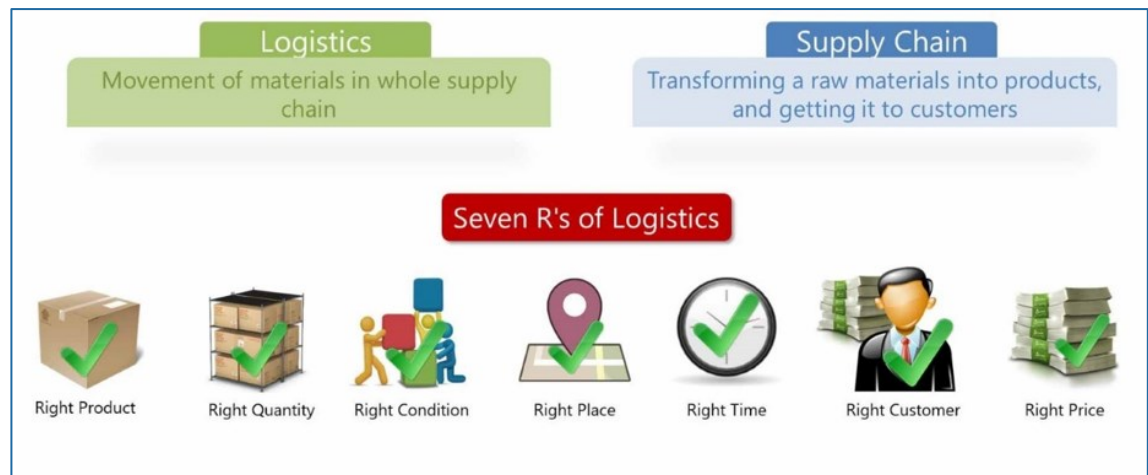 Logistics
Movement of materials in whole supply
chain
Supply Chain
Transforming a raw materials into products,
and getting it to customers
Seven R's of Logistics
Right Product
Right Quantity
Right Condition
Right Place
Right Time
Right Customer
Right Price